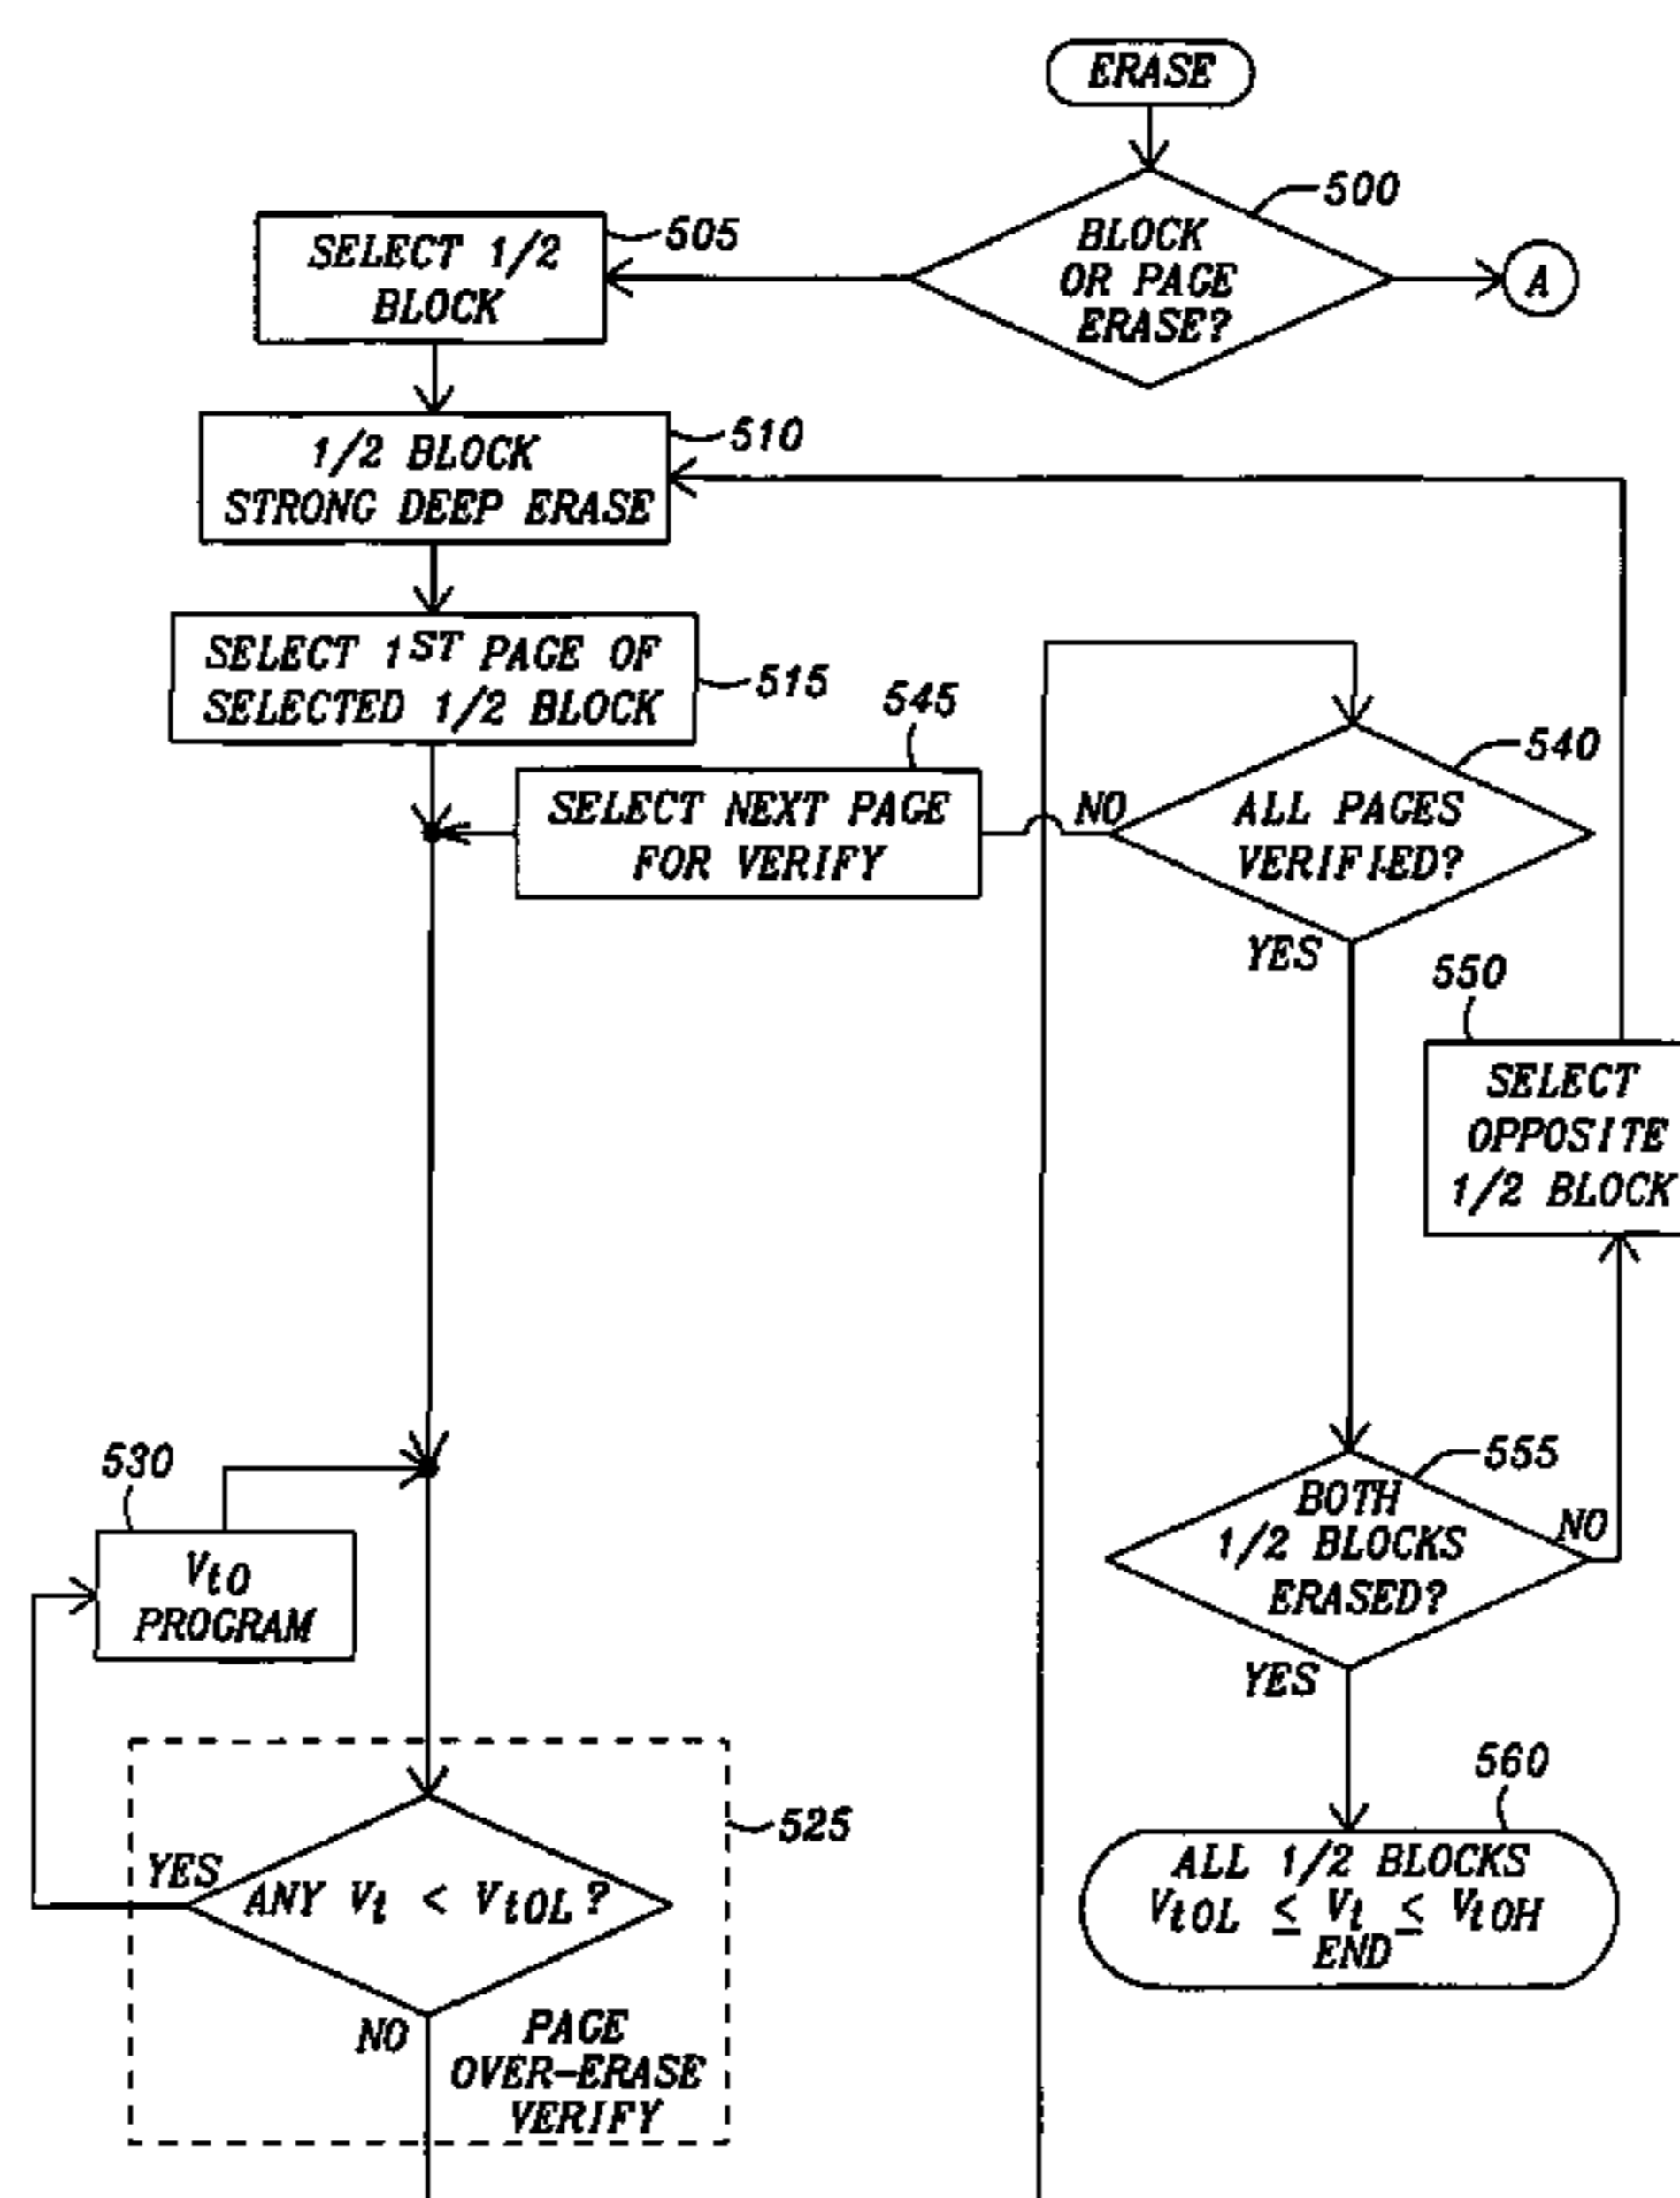 ERASE
500
BLOCK
OR PAGE
ERASE?
A
505
SELECT 1/2
BLOCK
510
1/2 BLOCK
STRONG DEEP ERASE
SELECT 1ST PAGE OF
SELECTED 1/2 BLOCK
515
545
SELECT NEXT PAGE
FOR VERIFY
NO
540
ALL PAGES
VERIFIED?
YES
550
SELECT
OPPOSITE
1/2 BLOCK
530
Vt0
PROGRAM
555
BOTH
1/2 BLOCKS
ERASED?
NO
YES
525
YES
ANY Vt < Vt0L?
NO
PAGE
OVER-ERASE
VERIFY
560
ALL 1/2 BLOCKS
Vt0L ≤ Vt ≤ Vt0H
END